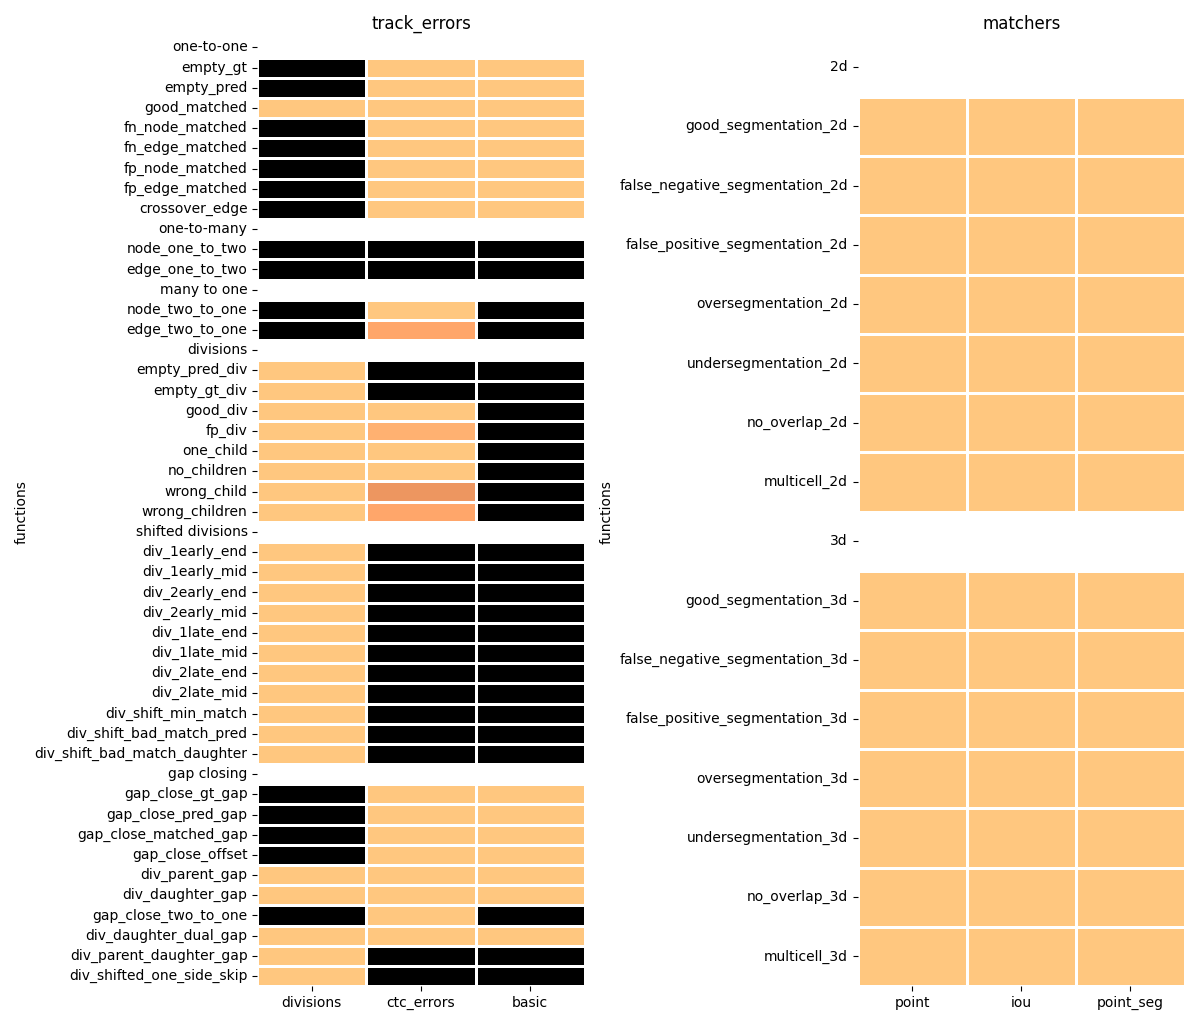 track_errors
one-to-one
empty_gt
empty_pred
good_matched
fn_node_matched
fn_edge_matched
fp_node_matched
fp_edge_matched
crossover_edge
one-to-many
node_one_to_two
edge_one_to_two
many to one
node_two_to_one
edge_two_to_one
divisions
empty_pred_div
empty_gt_div
good_div
fp_div
one_child
no_children
wrong_child
wrong_children
shifted divisions
div_1early_end
div_1early_mid
div_2early_end
div_2early_mid
div_1late_end
div_1late_mid
div_2late_end
div_2late_mid
div_shift_min_match
div_shift_bad_match_pred
div_shift_bad_match_daughter
gap closing
gap_close_gt_gap
gap_close_pred_gap
gap_close_matched_gap
gap_close_offset
div_parent_gap
div_daughter_gap
gap_close_two_to_one
div_daughter_dual_gap
div_parent_daughter_gap
div_shifted_one_side_skip
functions
divisions ctc_errors basic
matchers
2d
good_segmentation_2d
false_negative_segmentation_2d
false_positive_segmentation_2d
oversegmentation_2d
undersegmentation_2d
no_overlap_2d
multicell_2d
3d
good_segmentation_3d
false_negative_segmentation_3d
false_positive_segmentation_3d
oversegmentation_3d
undersegmentation_3d
no_overlap_3d
multicell_3d
functions
point iou point_seg